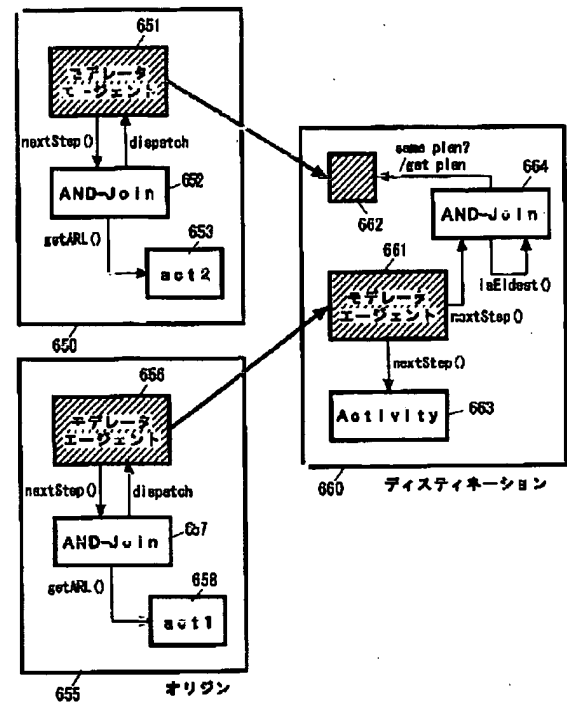 651
モデレータ
エージェント
nextStep()
dispatch
AND-Join
652
getARL()
653
act2
650
same plan?
/get plan
664
662
AND-Join
661
isEldest()
モデレータ
エージェント
nextStep()
nextStep()
Activity
663
660
ディスティネーション
656
モデレータ
エージェント
nextStep()
dispatch
AND-Join
657
getARL()
658
act1
655
オリジン